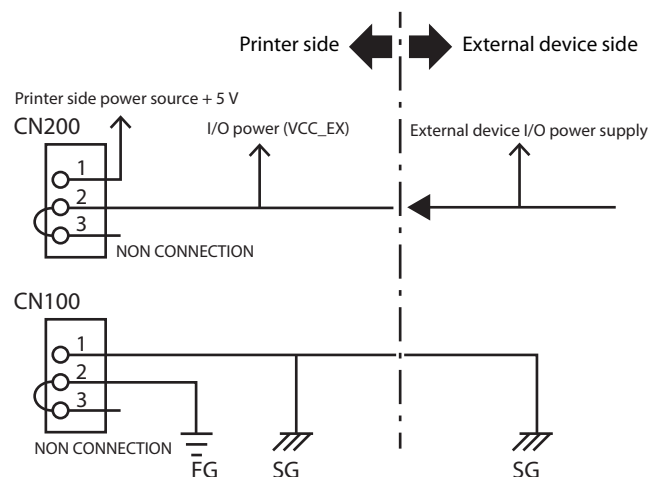 Printer side
External device side
Printer side power source + 5 V
CN200
I/O power (VCC_EX)
External device I/O power supply
1
2
3
NON CONNECTION
CN100
1
2
3
NON CONNECTION
FG
SG
SG